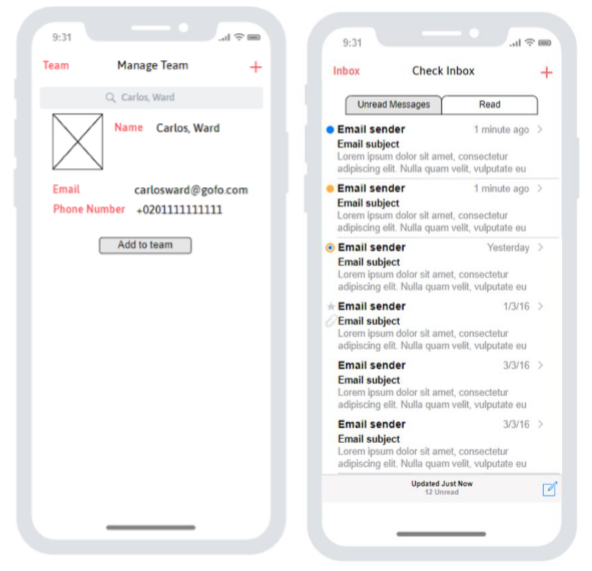 9:31
Team Manage Team +
Carlos, Ward
Name Carlos, Ward
Email carlosward@gofo.com
Phone Number +0201111111111
Add to team
9:31
Inbox Check Inbox +
Unread Messages Read
Email sender 1 minute ago
Email subject
Lorem ipsum dolor sit amet, consectetur
adipiscing elit. Nulla quam velit, vulputate eu
Email sender 1 minute ago
Email subject
Lorem ipsum dolor sit amet, consectetur
adipiscing elit. Nulla quam velit, vulputate eu
Email sender Yesterday
Email subject
Lorem ipsum dolor sit amet, consectetur
adipiscing elit. Nulla quam velit, vulputate eu
Email sender 1/3/16
Email subject
Lorem ipsum dolor sit amet, consectetur
adipiscing elit. Nulla quam velit, vulputate eu
Email sender 3/3/16
Email subject
Lorem ipsum dolor sit amet, consectetur
adipiscing elit. Nulla quam velit, vulputate eu
Email sender 3/3/16
Email subject
Lorem ipsum dolor sit amet, consectetur
adipiscing elit. Nulla quam velit, vulputate eu
Updated Just Now
12 Unread